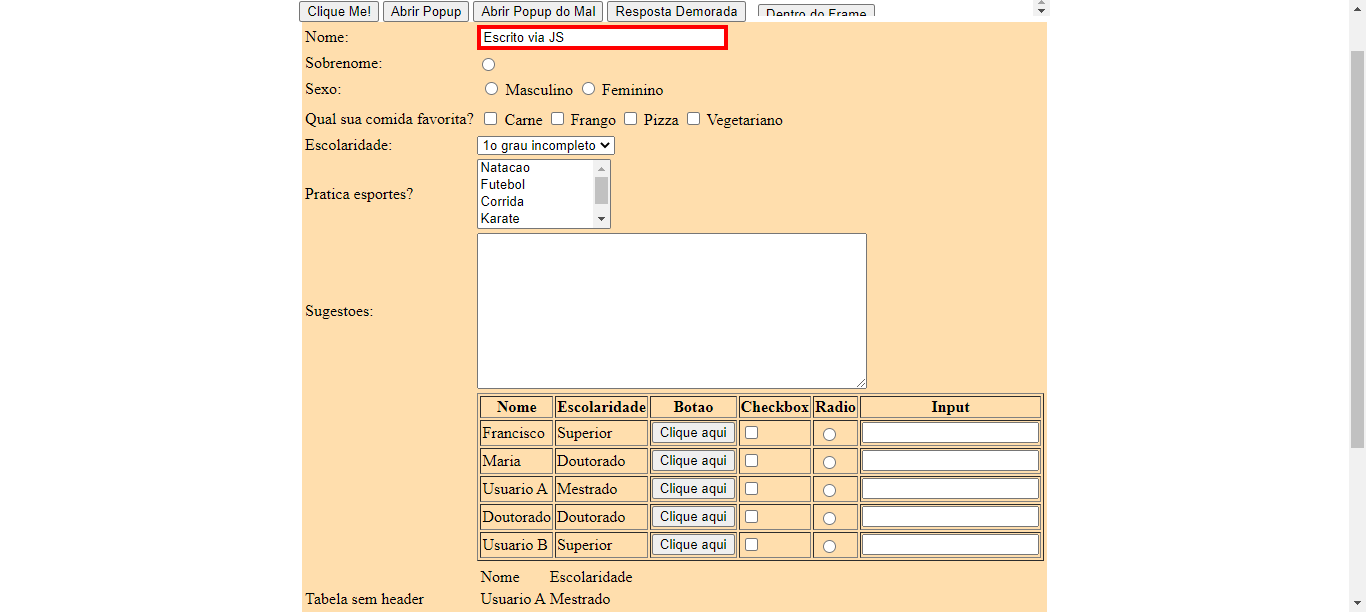 Clique Me! Abrir Popup Abrir Popup do Mal Resposta Demorada Dentro do Frame
Nome: Escrito via JS
Sobrenome:
Sexo: Masculino Feminino
Qual sua comida favorita? Carne Frango Pizza Vegetariano
Escolaridade: 1o grau incompleto
Natacao
Futebol
Pratica esportes?
Corrida
Karate
Sugestoes:
Nome Escolaridade Botao Checkbox Radio Input
Francisco Superior Clique aqui
Maria Doutorado Clique aqui
Usuario A Mestrado Clique aqui
Doutorado Doutorado Clique aqui
Usuario B Superior Clique aqui
Nome Escolaridade
Tabela sem header Usuario A Mestrado